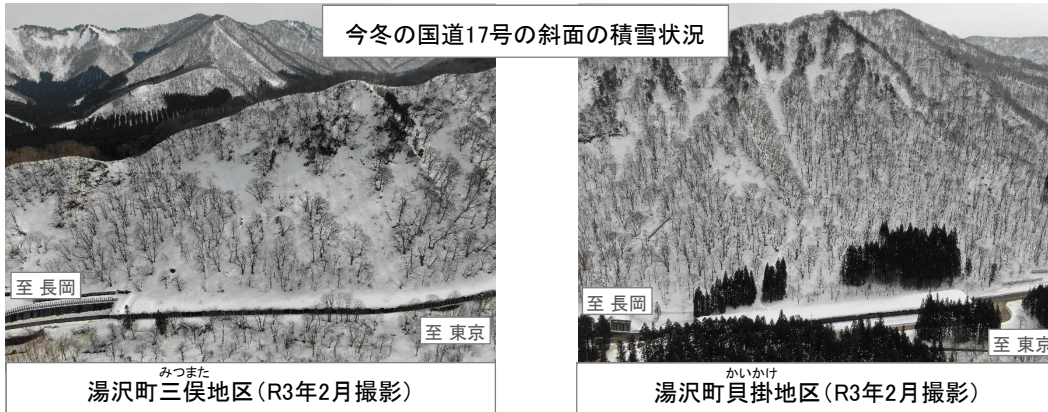 今冬の国道17号の斜面の積雪状況
至 長岡
至 東京
みつまた
湯沢町三俣地区(R3年2月撮影)
至 長岡
至 東京
かいかけ
湯沢町貝掛地区(R3年2月撮影)